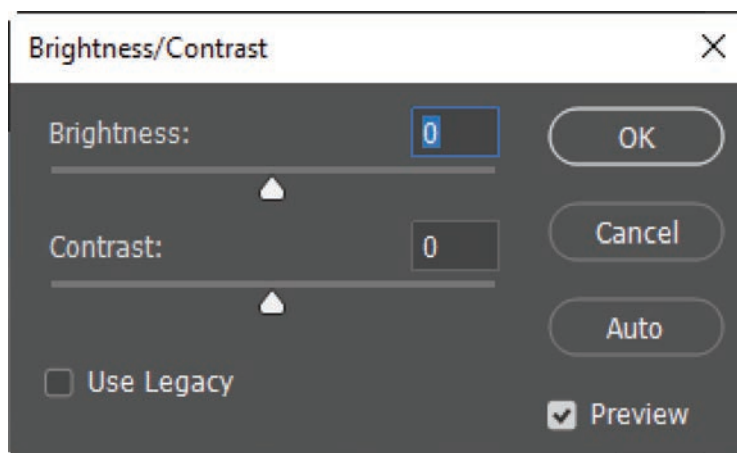 Brightness/Contrast
Brightness:
0
OK
Contrast:
0
Cancel
Auto
Use Legacy
Preview